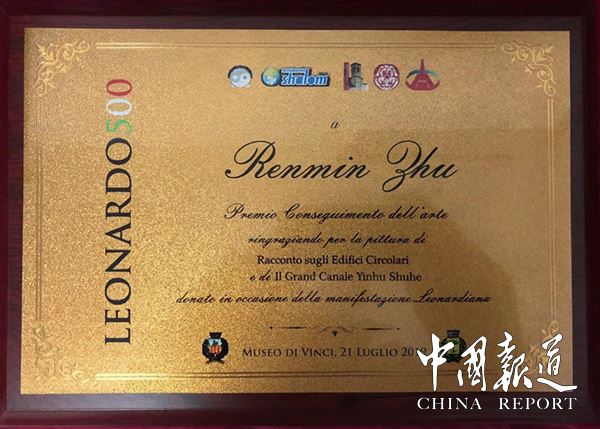 LEONARDO500
shalom
a
Renmin Zhu
Premio Conseguimento dell'arte
ringraziando per la pittura di
Racconto sugli Edifici Circolari
e di Il Grand Canale Yinhu Shuhe
donate in occasione della manifestazione Leonardiana
MUSEO DI VINCI, 21 LUGLIO 2019
中國報道
CHINA REPORT